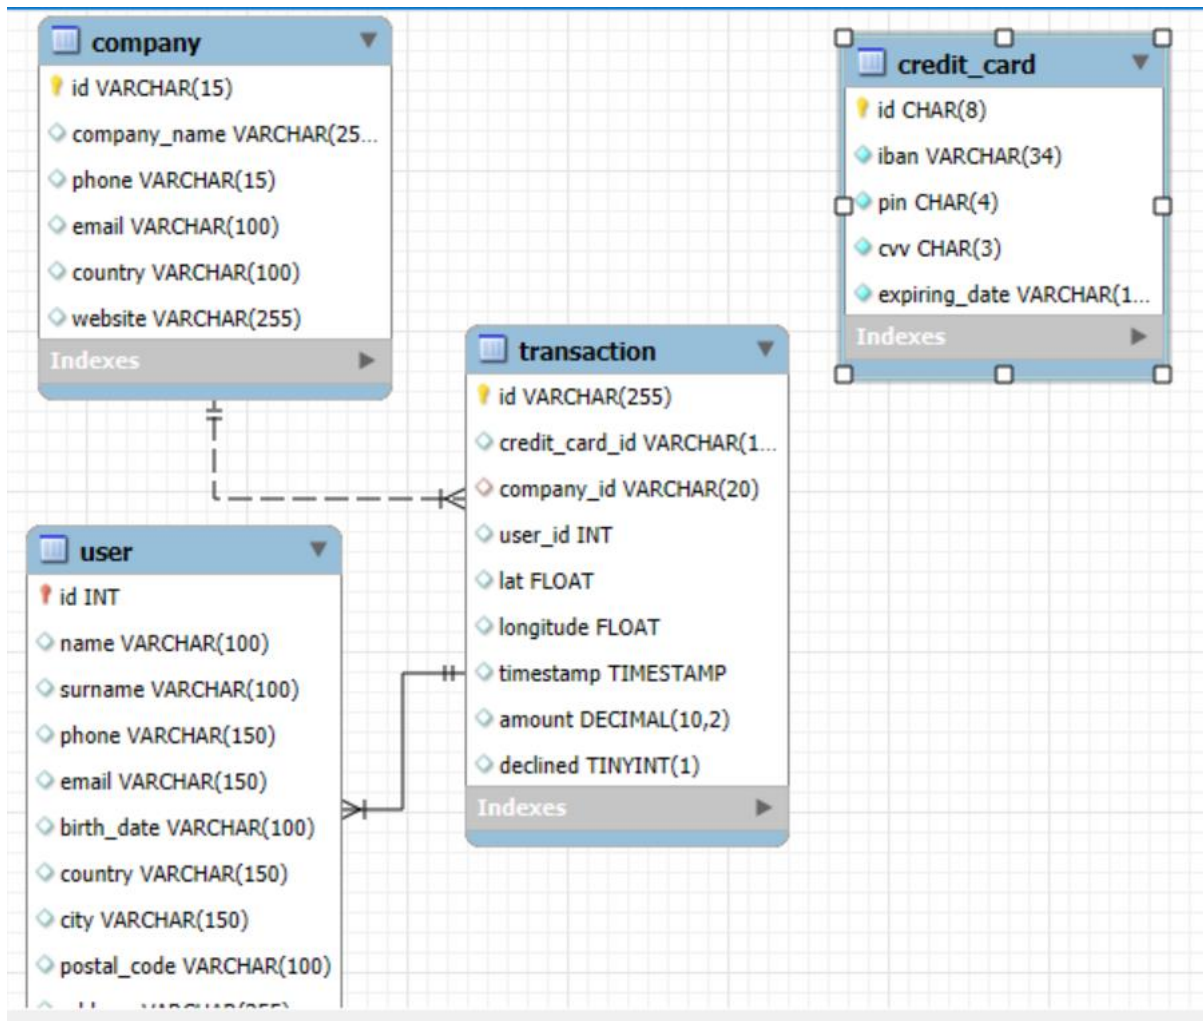 company
id VARCHAR(15)
company_name VARCHAR(25...
phone VARCHAR(15)
email VARCHAR(100)
country VARCHAR(100)
website VARCHAR(255)
Indexes
credit_card
id CHAR(8)
iban VARCHAR(34)
pin CHAR(4)
cvv CHAR(3)
expiring_date VARCHAR(1...
Indexes
transaction
id VARCHAR(255)
credit_card_id VARCHAR(1...
company_id VARCHAR(20)
user_id INT
lat FLOAT
longitude FLOAT
timestamp TIMESTAMP
amount DECIMAL(10,2)
declined TINYINT(1)
Indexes
user
id INT
name VARCHAR(100)
surname VARCHAR(100)
phone VARCHAR(150)
email VARCHAR(150)
birth_date VARCHAR(100)
country VARCHAR(150)
city VARCHAR(150)
postal_code VARCHAR(100)